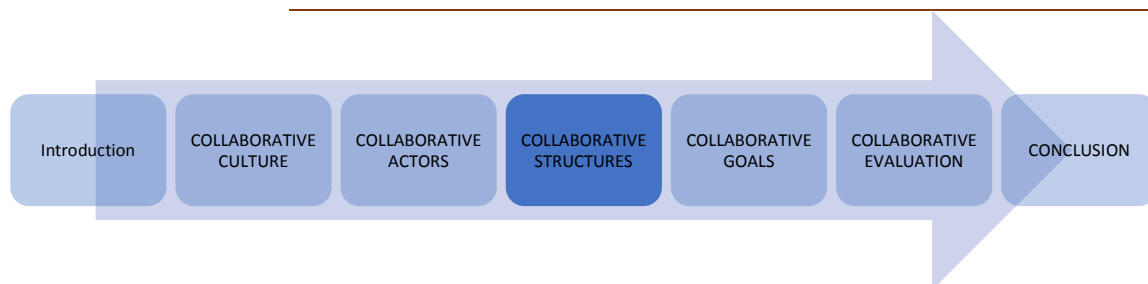 Introduction
COLLABORATIVE
CULTURE
COLLABORATIVE
ACTORS
COLLABORATIVE
STRUCTURES
COLLABORATIVE
GOALS
COLLABORATIVE
EVALUATION
CONCLUSION